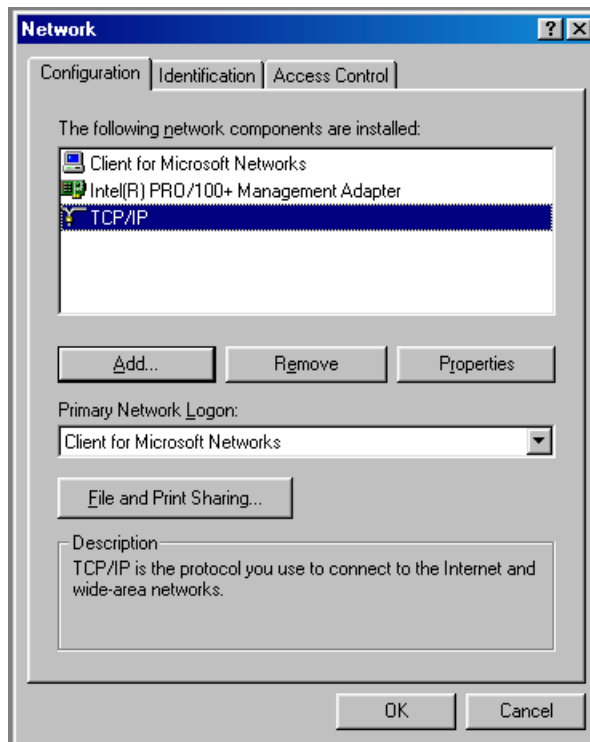 Network
Configuration
Identification
Access Control
The following network components are installed:
Client for Microsoft Networks
Intel(R) PRO/100+ Management Adapter
TCP/IP
Add...
Remove
Properties
Primary Network Logon:
Client for Microsoft Networks
File and Print Sharing...
Description
TCP/IP is the protocol you use to connect to the Internet and
wide-area networks.
OK
Cancel